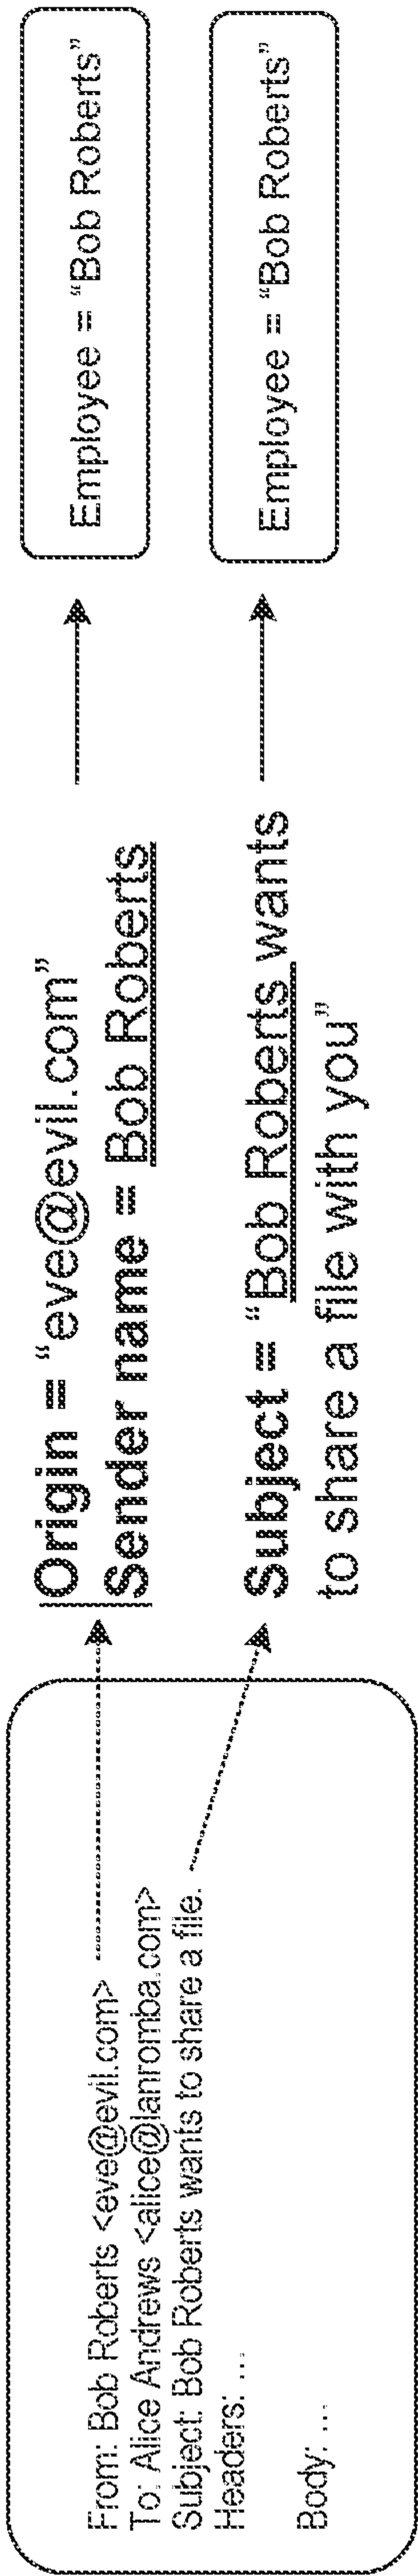 From: Bob Roberts <eve@evil.com>
To: Alice Andrews <alice@lanromba.com>
Subject: Bob Roberts wants to share a file.
Headers: ...
Body: ...
Origin = “eve@evil.com”
Sender name = Bob Roberts
Subject = “Bob Roberts wants
to share a file with you”
Employee = “Bob Roberts”
Employee = “Bob Roberts”